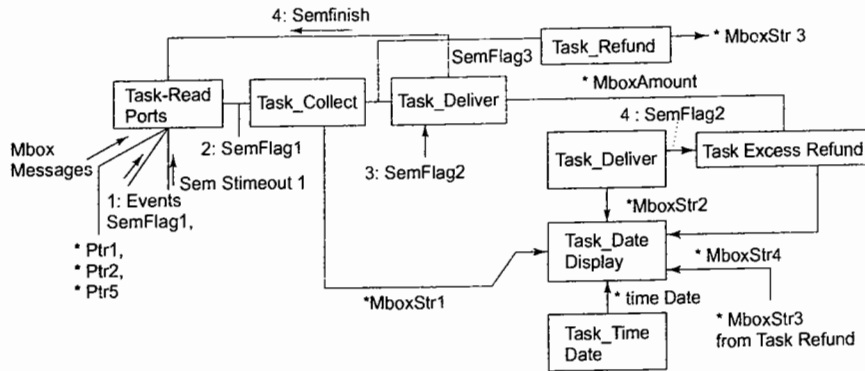 4: Semfinish
SemFlag3
Task_Refund
* MboxStr 3
* MboxAmount
Task-Read
Ports
Task_Collect
Task_Deliver
4 : SemFlag2
Mbox
Messages
2: SemFlag1
Task_Deliver
Task Excess Refund
Sem Stimeout 1
3: SemFlag2
1: Events
SemFlag1,
*MboxStr2
* Ptr1,
* Ptr2,
* Ptr5
Task_Date
Display
* MboxStr4
*MboxStr1
* time Date
* MboxStr3
from Task Refund
Task_Time
Date